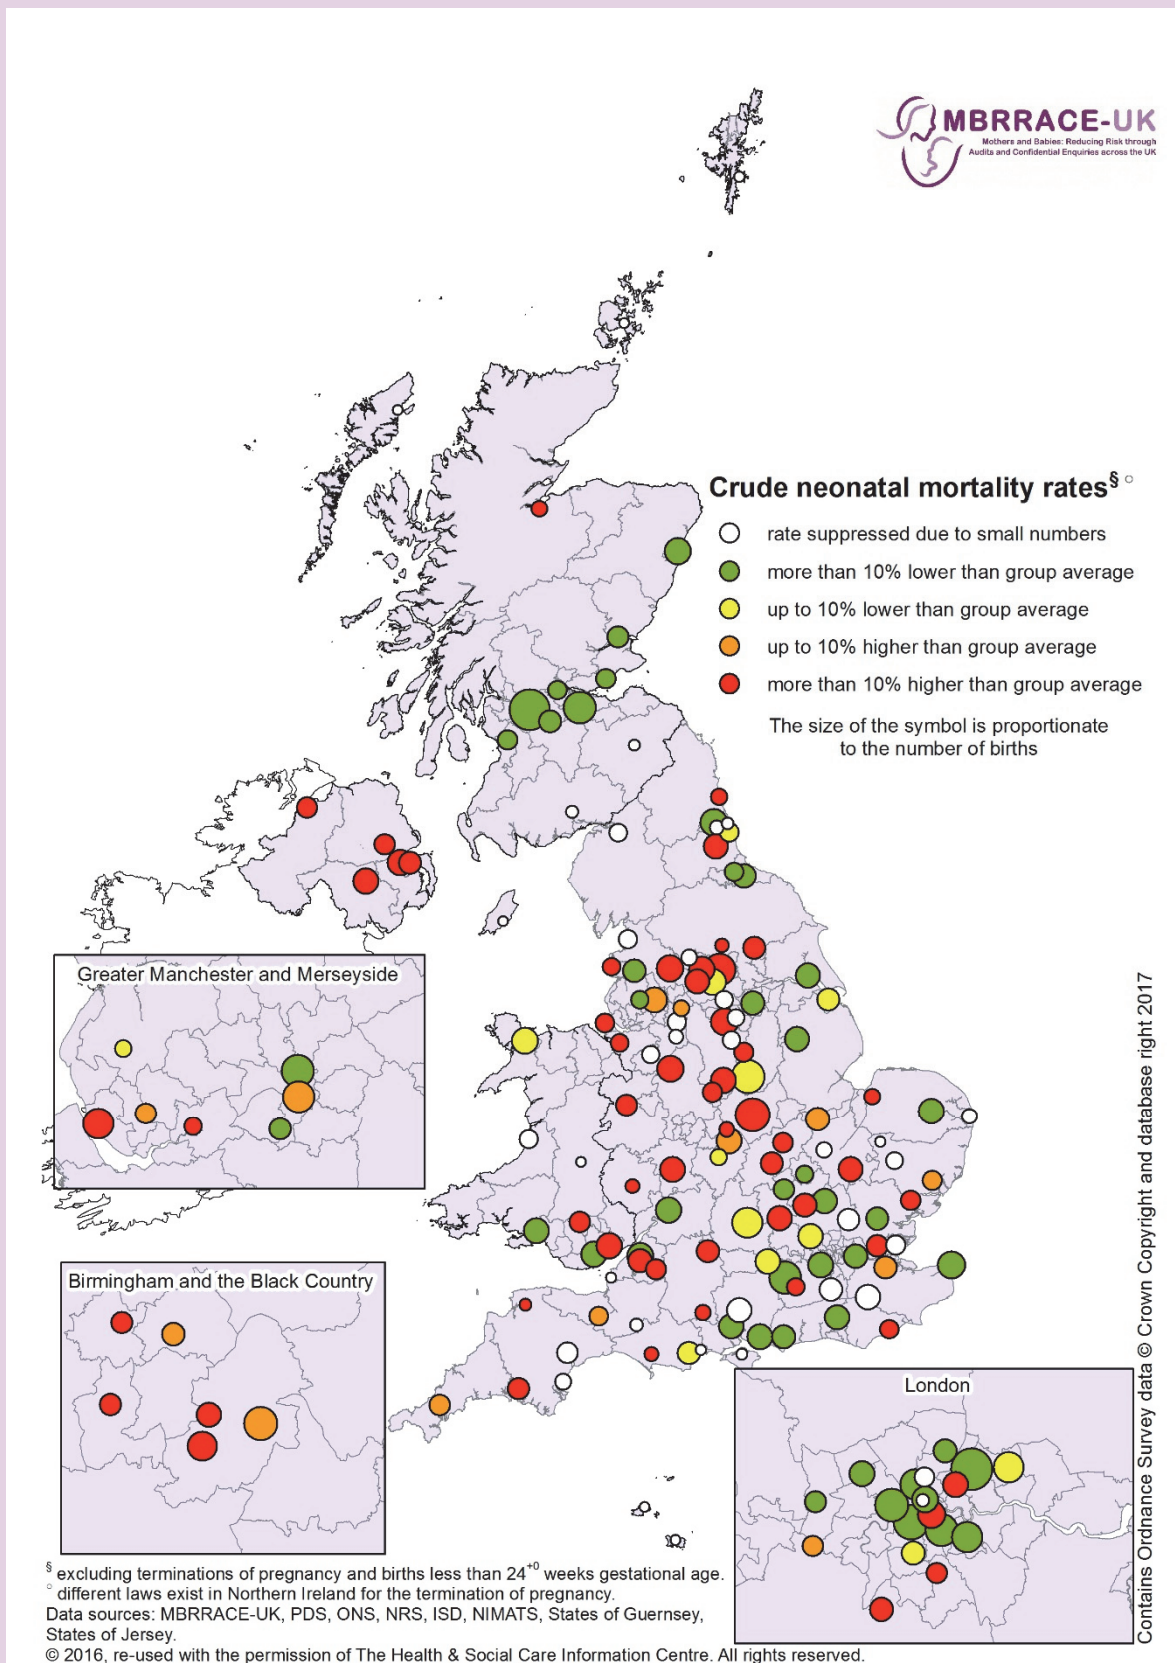 MBRRACE-UK
Mothers and Babies: Reducing Risk through
Audits and Confidential Enquiries across the UK
Crude neonatal mortality rates§ ○
rate suppressed due to small numbers
more than 10% lower than group average
up to 10% lower than group average
up to 10% higher than group average
more than 10% higher than group average
The size of the symbol is proportionate
to the number of births
Greater Manchester and Merseyside
Birmingham and the Black Country
London
Contains Ordnance Survey data © Crown Copyright and database right 2017
§ excluding terminations of pregnancy and births less than 24+0 weeks gestational age.
○ different laws exist in Northern Ireland for the termination of pregnancy.
Data sources: MBRRACE-UK, PDS, ONS, NRS, ISD, NIMATS, States of Guernsey,
States of Jersey.
© 2016, re-used with the permission of The Health & Social Care Information Centre. All rights reserved.